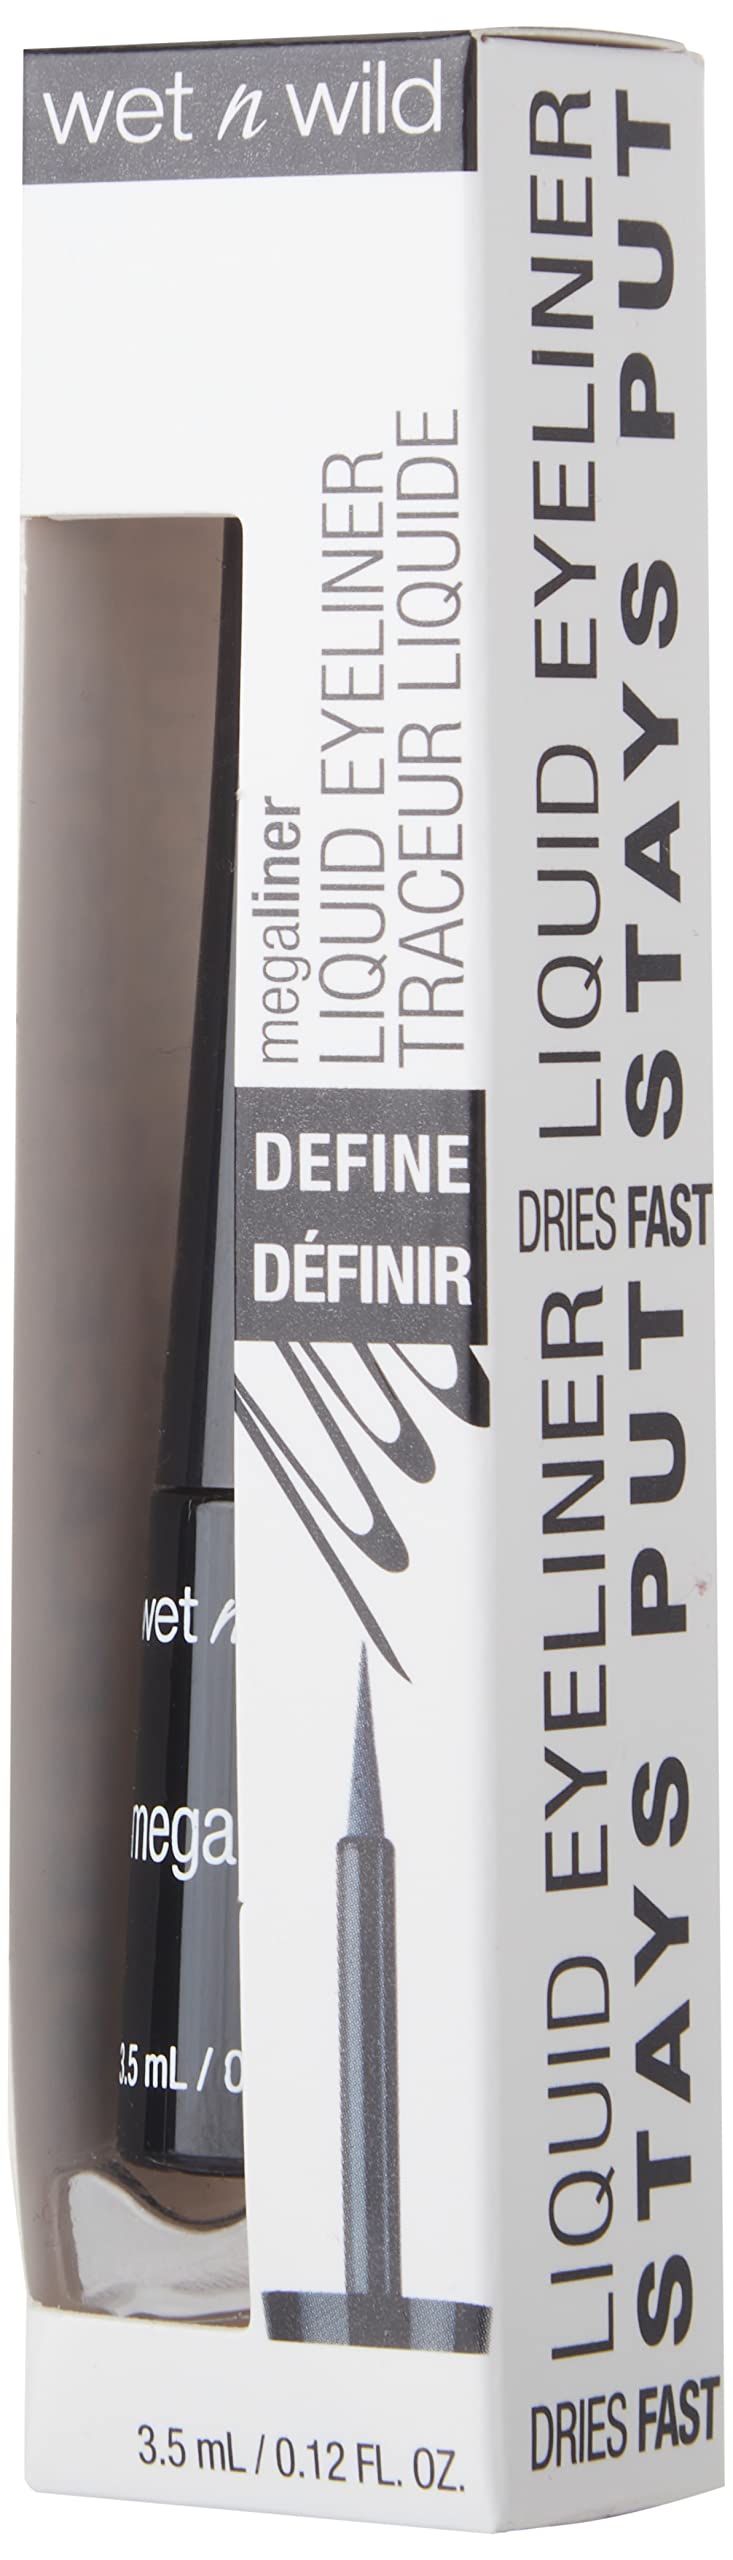 wet n wild
megaliner
LIQUID EYELINER
TRACEUR LIQUIDE
DEFINE
DÉFINIR
wet n
mega
3.5 mL / 0
3.5 mL / 0.12 FL. OZ.
LIQUID EYELINER
STAYS PUT
DRIES FAST
LIQUID EYELINER
STAYS PUT
DRIES FAST